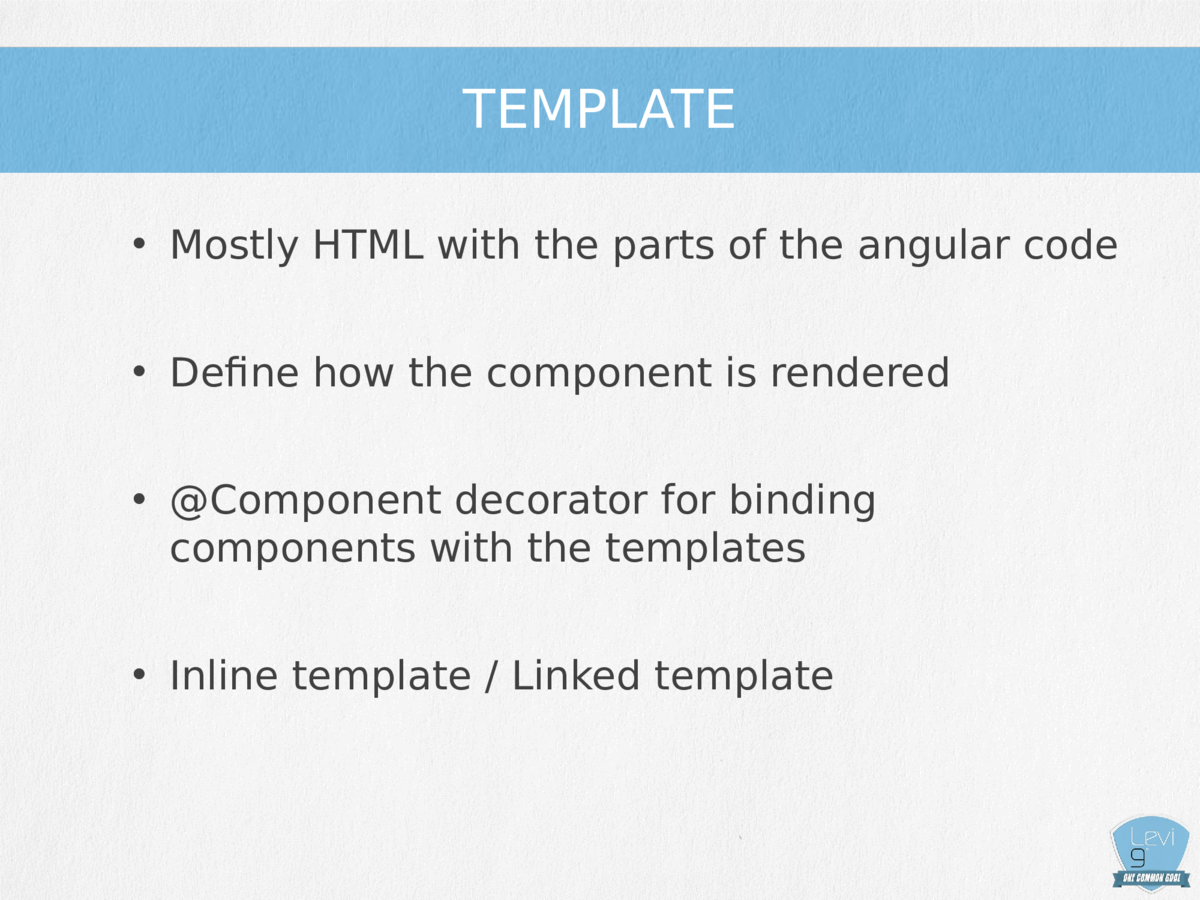 TEMPLATE
• Mostly HTML with the parts of the angular code
• Define how the component is rendered
• @Component decorator for binding
components with the templates
• Inline template / Linked template
Levi
9
ONE COMMON GOAL